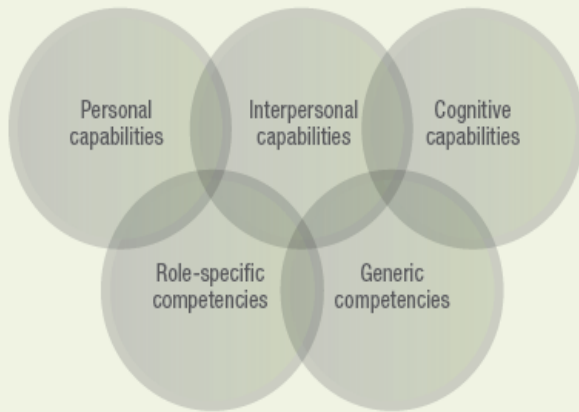 Personal
capabilities
Interpersonal
capabilities
Cognitive
capabilities
Role-specific
competencies
Generic
competencies